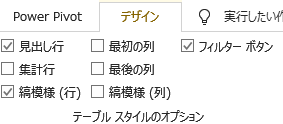 Power Pivot デザイン 実行したい作
見出し行 最初の列 フィルター ボタン
集計行 最後の列
縞模様 (行) 縞模様 (列)
テーブル スタイルのオプション